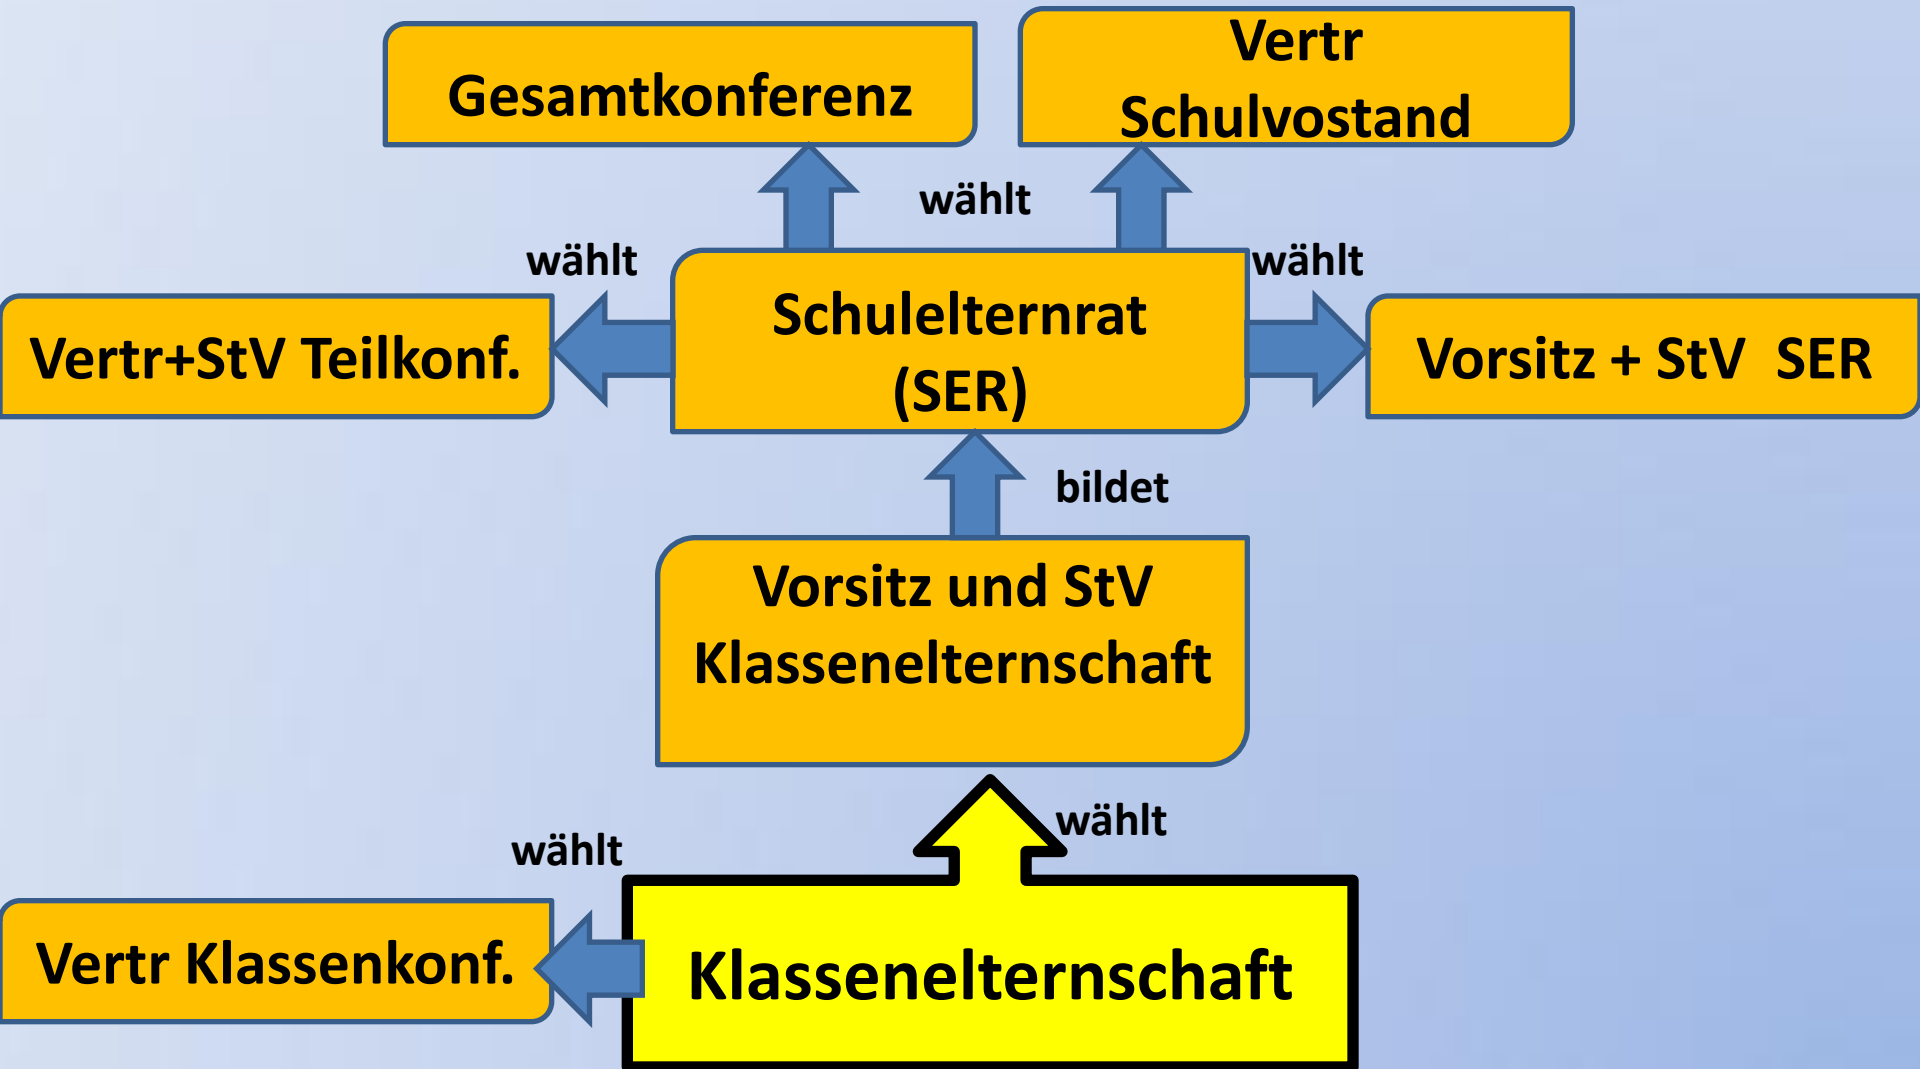 Gesamtkonferenz
Vertr
Schulvostand
wählt
wählt
wählt
Vertr+StV Teilkonf.
Schulelternrat
(SER)
Vorsitz + StV  SER
bildet
Vorsitz und StV
Klassenelternschaft
wählt
wählt
Vertr Klassenkonf.
Klassenelternschaft